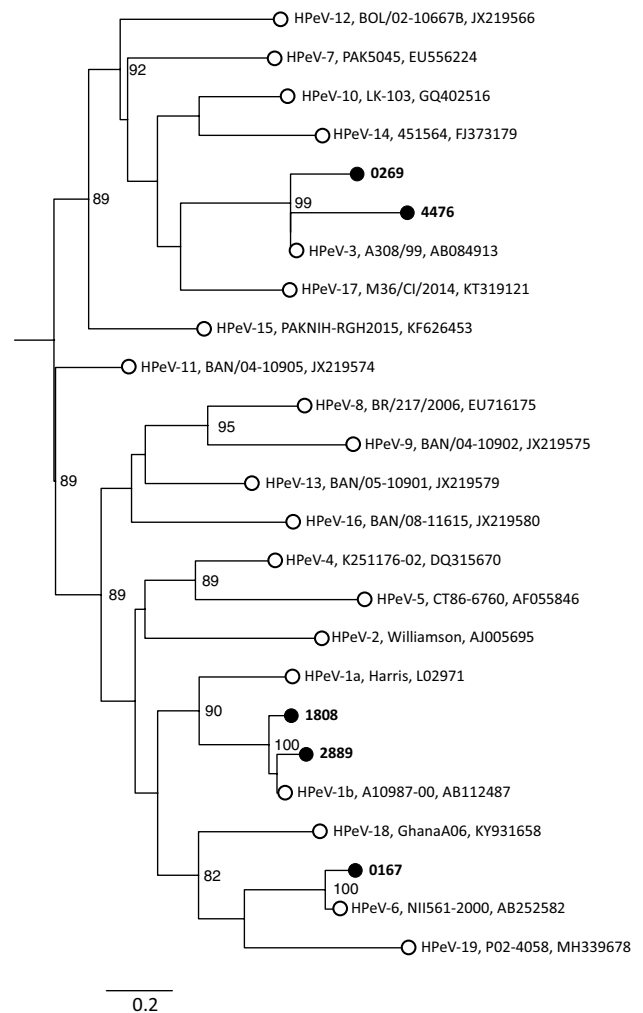 HPeV-12, BOL/02-10667B, JX219566
92
HPeV-7, PAK5045, EU556224
HPeV-10, LK-103, GQ402516
HPeV-14, 451564, FJ373179
0269
89
99
4476
HPeV-3, A308/99, AB084913
HPeV-17, M36/CI/2014, KT319121
HPeV-15, PAKNIH-RGH2015, KF626453
HPeV-11, BAN/04-10905, JX219574
HPeV-8, BR/217/2006, EU716175
95
HPeV-9, BAN/04-10902, JX219575
89
HPeV-13, BAN/05-10901, JX219579
HPeV-16, BAN/08-11615, JX219580
HPeV-4, K251176-02, DQ315670
89
89
HPeV-5, CT86-6760, AF055846
HPeV-2, Williamson, AJ005695
HPeV-1a, Harris, L02971
90
1808
100
2889
HPeV-1b, A10987-00, AB112487
HPeV-18, GhanaA06, KY931658
82
0167
100
HPeV-6, NII561-2000, AB252582
HPeV-19, P02-4058, MH339678
0.2